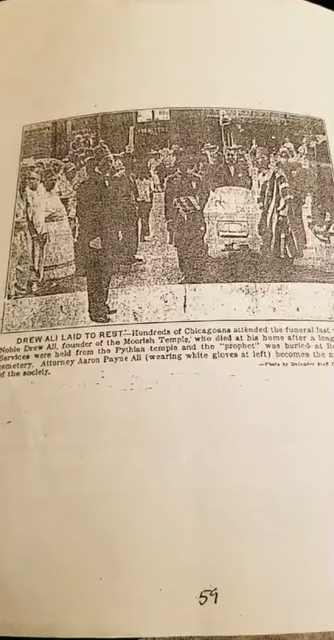 DREW ALI LAID TO REST—Hundreds of Chicagoans attended the funeral last
Noble Drew Ali, founder of the Moorish Temple, who died at his home after a long
Services were held from the Pythian temple and the "prophet" was buried at
cemetery. Attorney Aaron Payne Ali (wearing white gloves at left) becomes the
of the society.
—Photo by Defender Staff
59